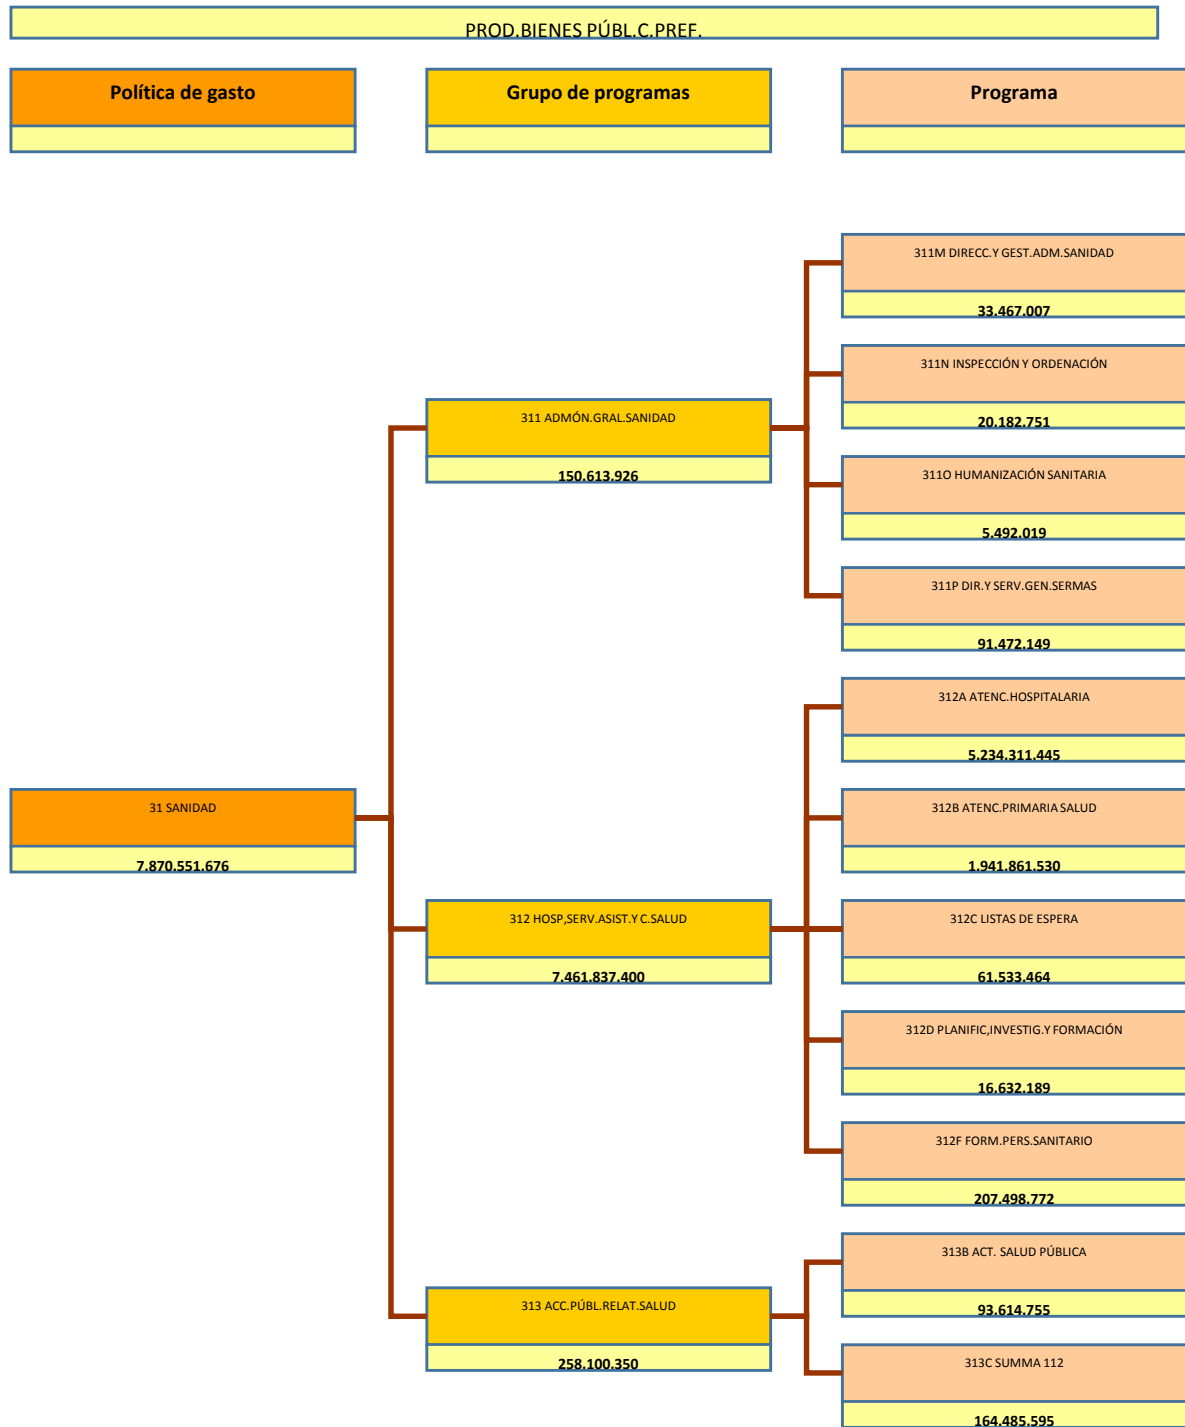 PROD.BIENES PÚBL.C.PREF.
Política de gasto
Grupo de programas
Programa
311M DIRECC.Y GEST.ADM.SANIDAD
33.467.007
311N INSPECCIÓN Y ORDENACIÓN
20.182.751
311 ADMÓN.GRAL.SANIDAD
150.613.926
311O HUMANIZACIÓN SANITARIA
5.492.019
311P DIR.Y SERV.GEN.SERMAS
91.472.149
312A ATENC.HOSPITALARIA
5.234.311.445
31 SANIDAD
7.870.551.676
312B ATENC.PRIMARIA SALUD
1.941.861.530
312 HOSP,SERV.ASIST.Y C.SALUD
7.461.837.400
312C LISTAS DE ESPERA
61.533.464
312D PLANIFIC,INVESTIG.Y FORMACIÓN
16.632.189
312F FORM.PERS.SANITARIO
207.498.772
313B ACT. SALUD PÚBLICA
93.614.755
313 ACC.PÚBL.RELAT.SALUD
258.100.350
313C SUMMA 112
164.485.595